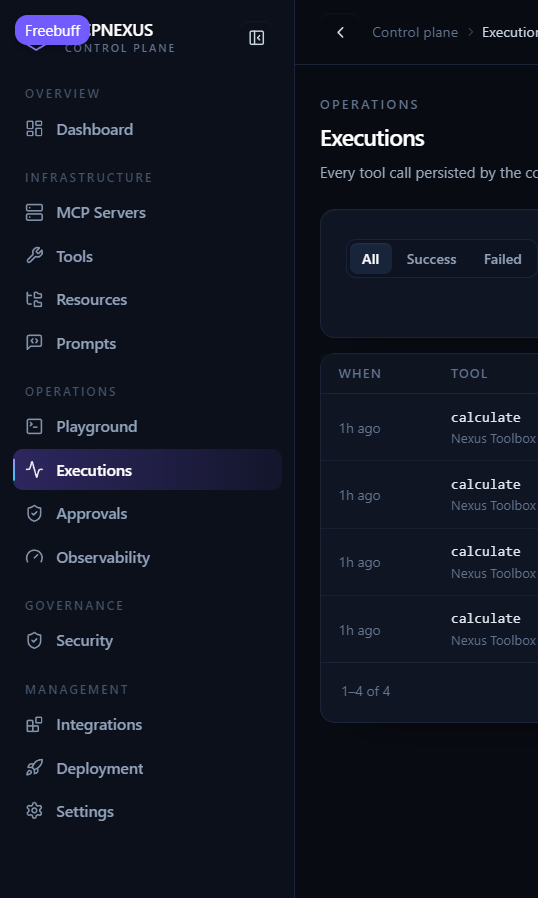 Freebuff
PNEXUS
CONTROL PLANE
OVERVIEW
Dashboard
INFRASTRUCTURE
MCP Servers
Tools
Resources
Prompts
OPERATIONS
Playground
Executions
Approvals
Observability
GOVERNANCE
Security
MANAGEMENT
Integrations
Deployment
Settings
Control plane > Execution
OPERATIONS
Executions
Every tool call persisted by the co
All Success Failed
WHEN TOOL
1h ago calculate
Nexus Toolbox
1h ago calculate
Nexus Toolbox
1h ago calculate
Nexus Toolbox
1h ago calculate
Nexus Toolbox
1–4 of 4